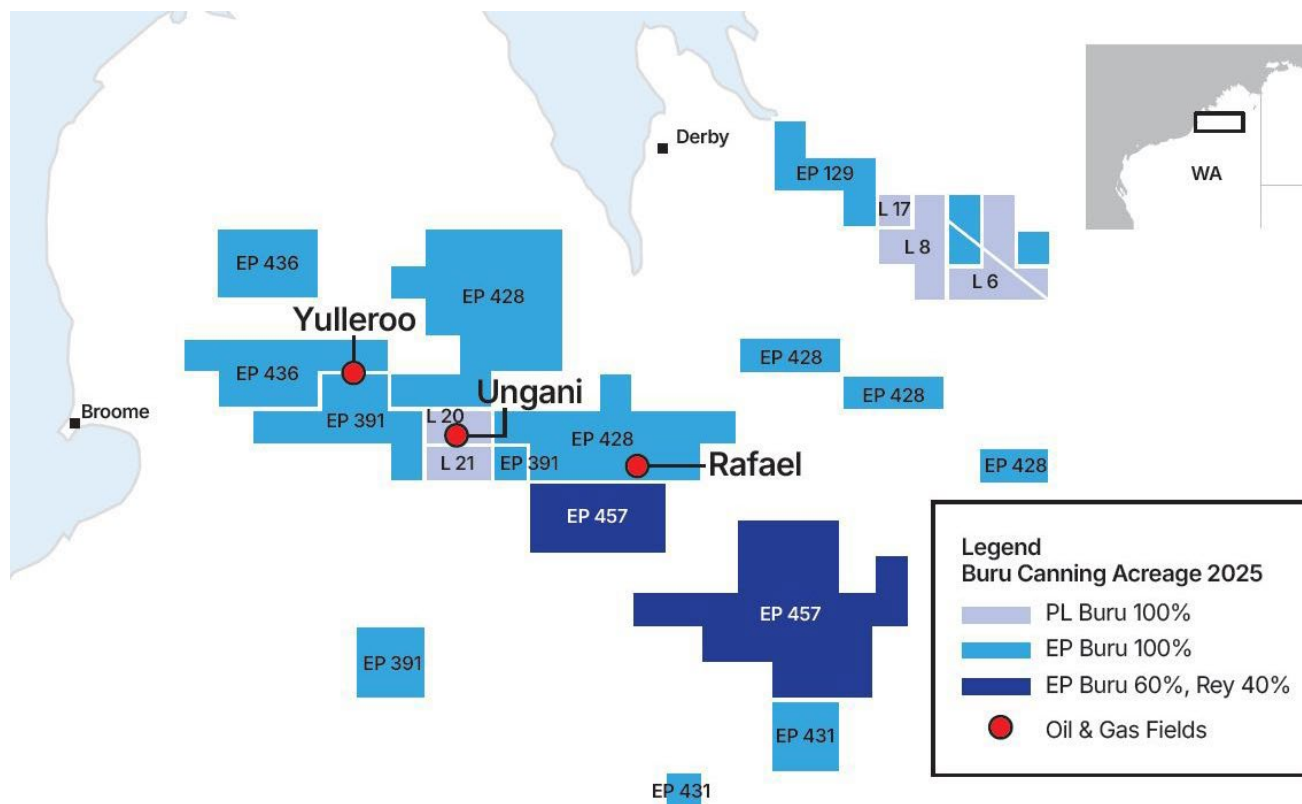 Derby
WA
EP 129
L 17
L 8
L 6
EP 436
EP 428
Yulleroo
EP 436
EP 428
EP 428
Ungani
Broome
EP 391
L 20
EP 428
L 21
EP 391
Rafael
EP 428
EP 457
EP 457
EP 391
EP 431
EP 431
Legend
Buru Canning Acreage 2025
PL Buru 100%
EP Buru 100%
EP Buru 60%, Rey 40%
Oil & Gas Fields